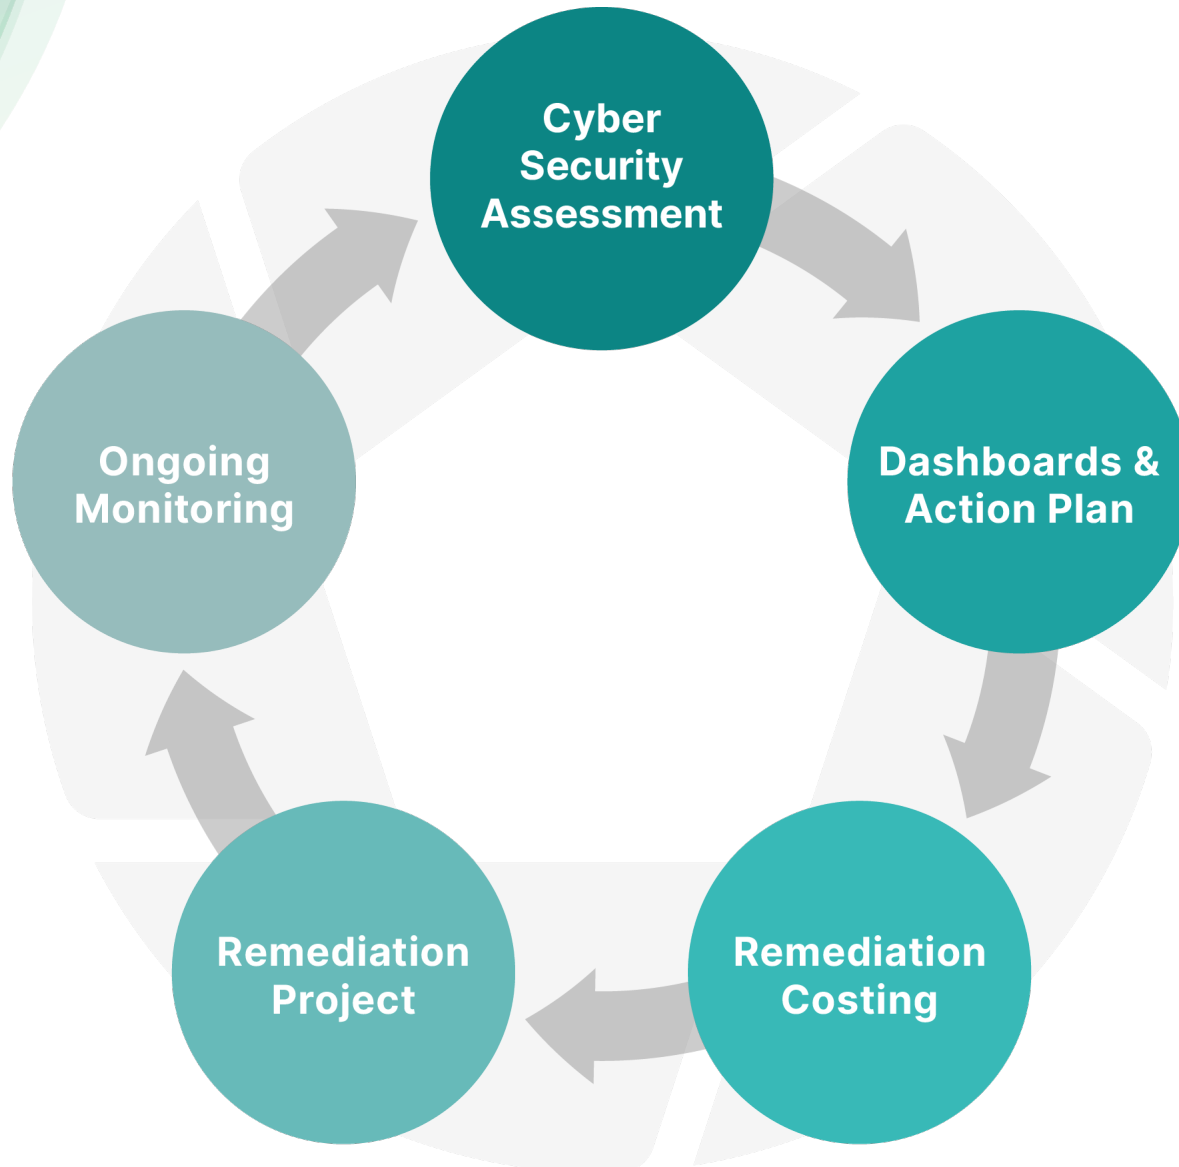 Cyber
Security
Assessment
Dashboards &
Action Plan
Remediation
Costing
Remediation
Project
Ongoing
Monitoring